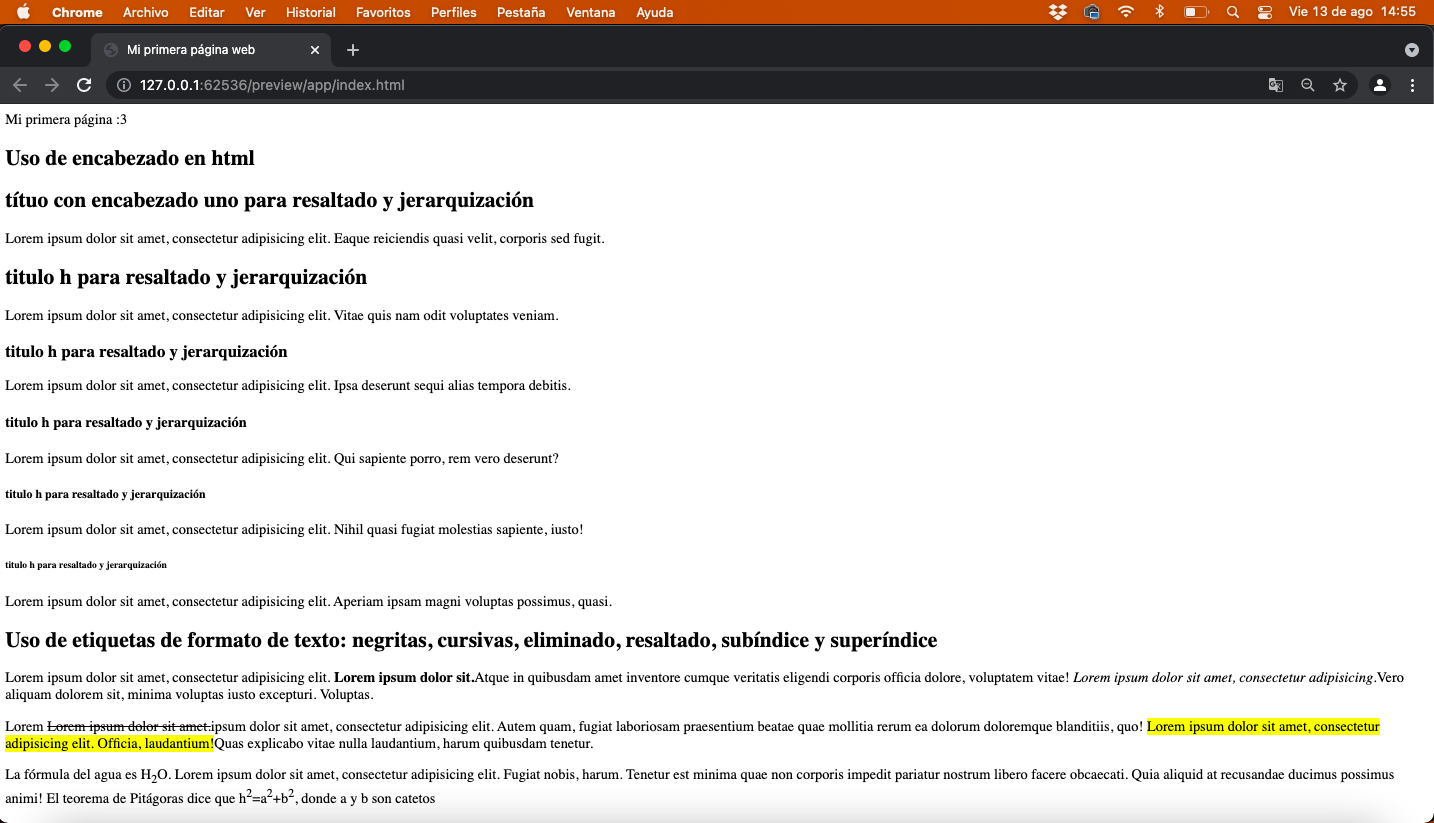 Chrome Archivo Editar Ver Historial Favoritos Perfiles Pestaña Ventana Ayuda Vie 13 de ago 14:55
Mi primera página web
127.0.0.1:62536/preview/app/index.html
Mi primera página :3
Uso de encabezado en html
títuo con encabezado uno para resaltado y jerarquización
Lorem ipsum dolor sit amet, consectetur adipisicing elit. Eaque reiciendis quasi velit, corporis sed fugit.
titulo h para resaltado y jerarquización
Lorem ipsum dolor sit amet, consectetur adipisicing elit. Vitae quis nam odit voluptates veniam.
titulo h para resaltado y jerarquización
Lorem ipsum dolor sit amet, consectetur adipisicing elit. Ipsa deserunt sequi alias tempora debitis.
titulo h para resaltado y jerarquización
Lorem ipsum dolor sit amet, consectetur adipisicing elit. Qui sapiente porro, rem vero deserunt?
titulo h para resaltado y jerarquización
Lorem ipsum dolor sit amet, consectetur adipisicing elit. Nihil quasi fugiat molestias sapiente, iusto!
titulo h para resaltado y jerarquización
Lorem ipsum dolor sit amet, consectetur adipisicing elit. Aperiam ipsam magni voluptas possimus, quasi.
Uso de etiquetas de formato de texto: negritas, cursivas, eliminado, resaltado, subíndice y superíndice
Lorem ipsum dolor sit amet, consectetur adipisicing elit. Lorem ipsum dolor sit.Atque in quibusdam amet inventore cumque veritatis eligendi corporis officia dolore, voluptatem vitae! Lorem ipsum dolor sit amet, consectetur adipisicing.Vero
aliquam dolorem sit, minima voluptas iusto excepturi. Voluptas.
Lorem Lorem ipsum dolor sit amet ipsum dolor sit amet, consectetur adipisicing elit. Autem quam, fugiat laboriosam praesentium beatae quae mollitia rerum ea dolorum doloremque blanditiis, quo! Lorem ipsum dolor sit amet, consectetur
adipisicing elit. Officia, laudantium!Quas explicabo vitae nulla laudantium, harum quibusdam tenetur.
La fórmula del agua es H₂O. Lorem ipsum dolor sit amet, consectetur adipisicing elit. Fugiat nobis, harum. Tenetur est minima quae non corporis impedit pariatur nostrum libero facere obcaecati. Quia aliquid at recusandae ducimus possimus
animi! El teorema de Pitágoras dice que h²=a²+b², donde a y b son catetos